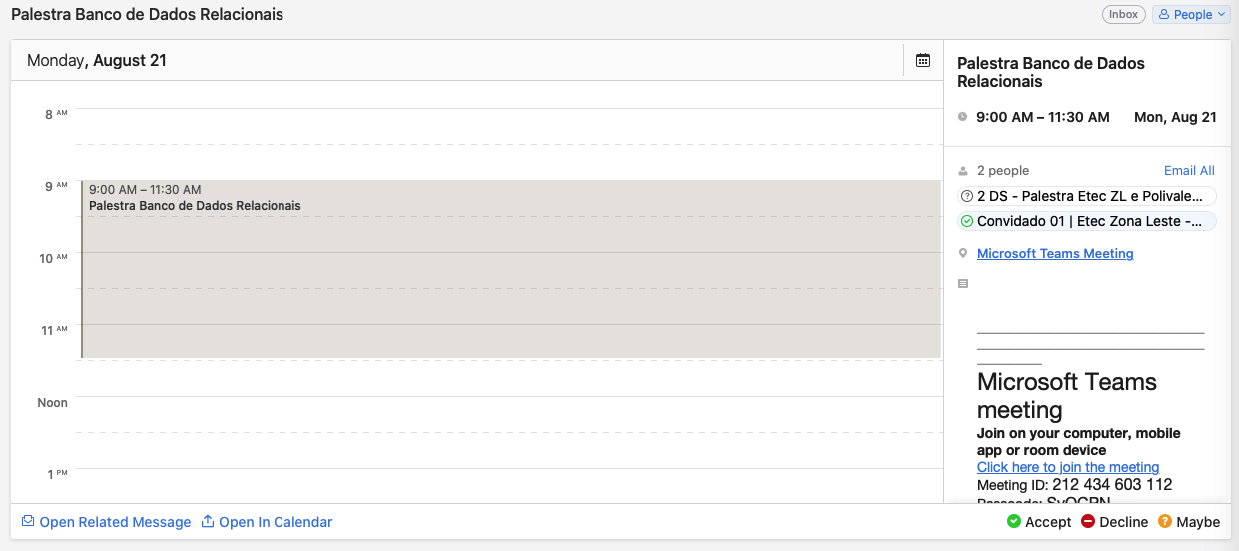 Palestra Banco de Dados Relacionais
Inbox
People
Monday, August 21
8 AM
9 AM
9:00 AM – 11:30 AM
Palestra Banco de Dados Relacionais
10 AM
11 AM
Noon
1 PM
Palestra Banco de Dados
Relacionais
9:00 AM – 11:30 AM Mon, Aug 21
2 people Email All
2 DS - Palestra Etec ZL e Polivale...
Convidado 01 | Etec Zona Leste -...
Microsoft Teams Meeting
Microsoft Teams
meeting
Join on your computer, mobile
app or room device
Click here to join the meeting
Meeting ID: 212 434 603 112
Open Related Message
Open In Calendar
Accept
Decline
Maybe